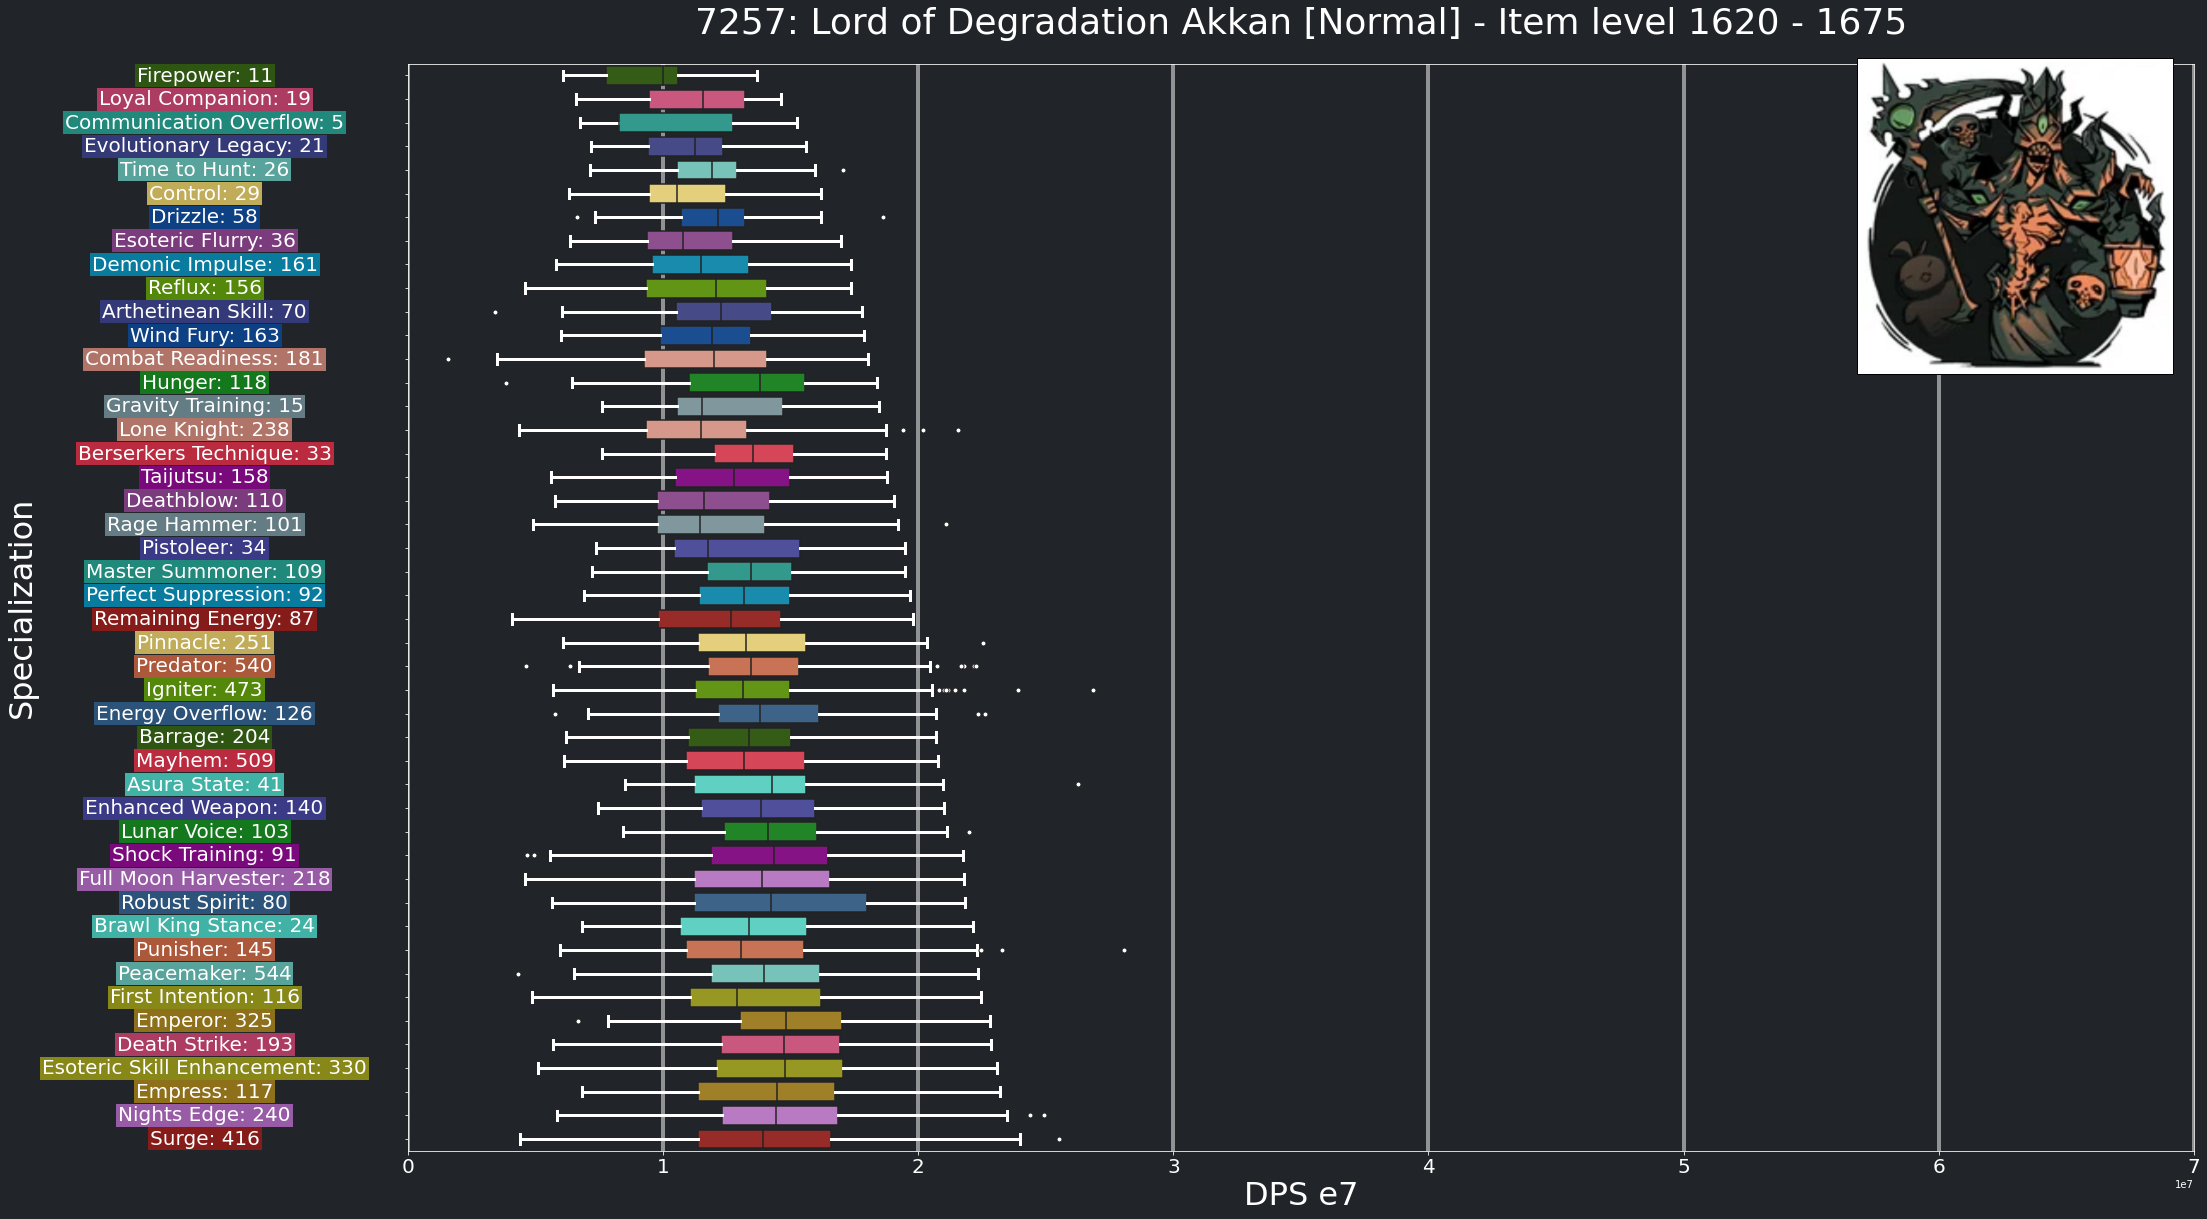 7257: Lord of Degradation Akkan [Normal] - Item level 1620 - 1675
Specialization
Firepower: 11
Loyal Companion: 19
Communication Overflow: 5
Evolutionary Legacy: 21
Time to Hunt: 26
Control: 29
Drizzle: 58
Esoteric Flurry: 36
Demonic Impulse: 161
Reflux: 156
Arthetinean Skill: 70
Wind Fury: 163
Combat Readiness: 181
Hunger: 118
Gravity Training: 15
Lone Knight: 238
Berserkers Technique: 33
Taijutsu: 158
Deathblow: 110
Rage Hammer: 101
Pistoleer: 34
Master Summoner: 109
Perfect Suppression: 92
Remaining Energy: 87
Pinnacle: 251
Predator: 540
Igniter: 473
Energy Overflow: 126
Barrage: 204
Mayhem: 509
Asura State: 41
Enhanced Weapon: 140
Lunar Voice: 103
Shock Training: 91
Full Moon Harvester: 218
Robust Spirit: 80
Brawl King Stance: 24
Punisher: 145
Peacemaker: 544
First Intention: 116
Emperor: 325
Death Strike: 193
Esoteric Skill Enhancement: 330
Empress: 117
Nights Edge: 240
Surge: 416
0 1 2 3 4 5 6 7
1e7
DPS e7